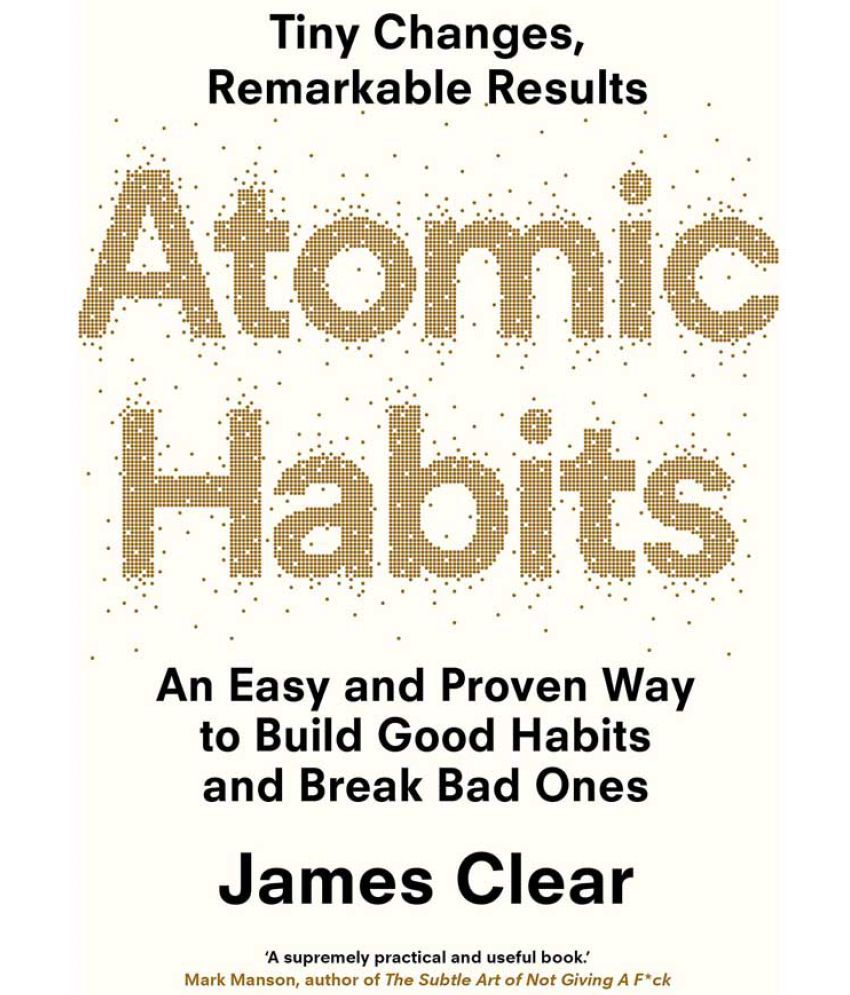 Tiny Changes,
Remarkable Results
Atomic
Habits
An Easy and Proven Way
to Build Good Habits
and Break Bad Ones
James Clear
‘A supremely practical and useful book.’
Mark Manson, author of The Subtle Art of Not Giving A F*ck